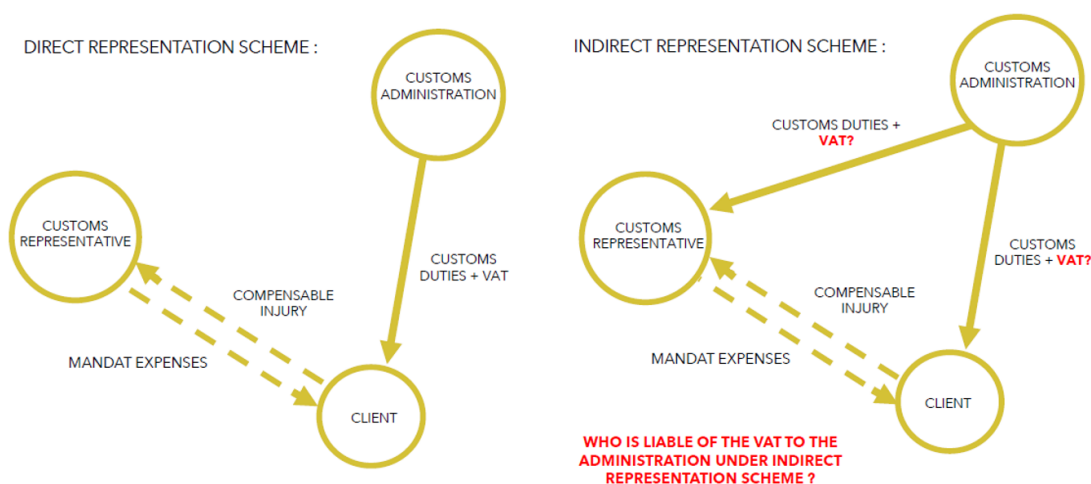 DIRECT REPRESENTATION SCHEME :
CUSTOMS
ADMINISTRATION
CUSTOMS
REPRESENTATIVE
CUSTOMS
DUTIES + VAT
COMPENSABLE
INJURY
MANDAT EXPENSES
CLIENT
INDIRECT REPRESENTATION SCHEME :
CUSTOMS
ADMINISTRATION
CUSTOMS DUTIES +
VAT?
CUSTOMS
REPRESENTATIVE
CUSTOMS
DUTIES + VAT?
COMPENSABLE
INJURY
MANDAT EXPENSES
CLIENT
WHO IS LIABLE OF THE VAT TO THE
ADMINISTRATION UNDER INDIRECT
REPRESENTATION SCHEME ?